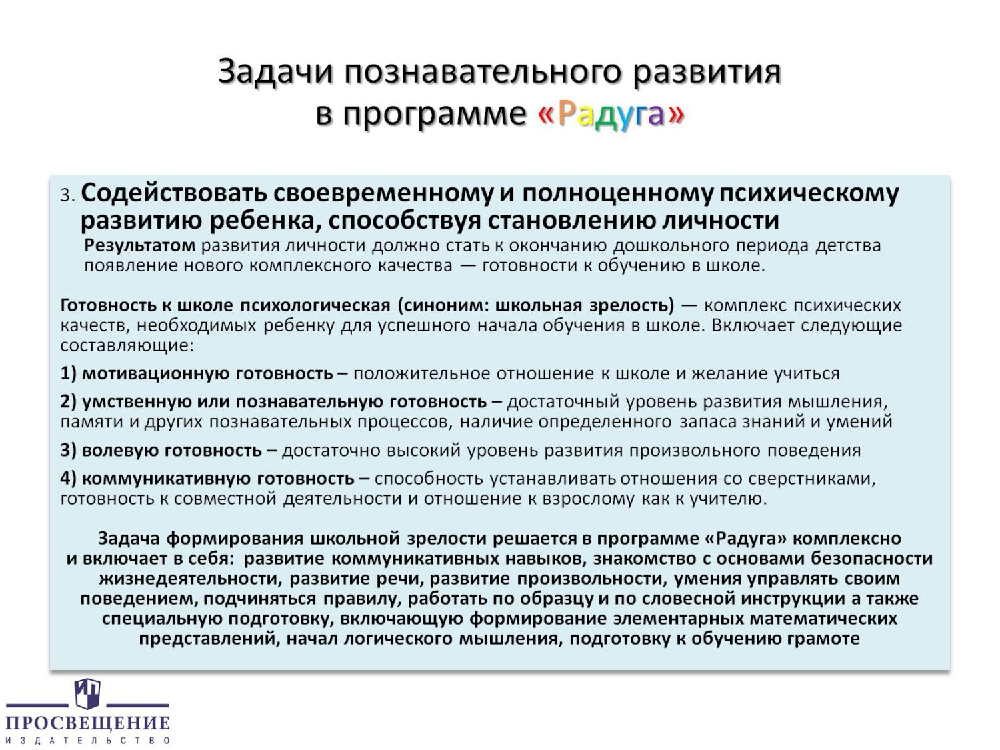 Задачи познавательного развития
в программе «Радуга»
3. Содействовать своевременному и полноценному психическому
развитию ребенка, способствуя становлению личности
Результатом развития личности должно стать к окончанию дошкольного периода детства
появление нового комплексного качества — готовности к обучению в школе.
Готовность к школе психологическая (синоним: школьная зрелость) — комплекс психических
качеств, необходимых ребенку для успешного начала обучения в школе. Включает следующие
составляющие:
1) мотивационную готовность – положительное отношение к школе и желание учиться
2) умственную или познавательную готовность – достаточный уровень развития мышления,
памяти и других познавательных процессов, наличие определенного запаса знаний и умений
3) волевую готовность – достаточно высокий уровень развития произвольного поведения
4) коммуникативную готовность – способность устанавливать отношения со сверстниками,
готовность к совместной деятельности и отношение к взрослому как к учителю.
Задача формирования школьной зрелости решается в программе «Радуга» комплексно
и включает в себя: развитие коммуникативных навыков, знакомство с основами безопасности
жизнедеятельности, развитие речи, развитие произвольности, умения управлять своим
поведением, подчиняться правилу, работать по образцу и по словесной инструкции а также
специальную подготовку, включающую формирование элементарных математических
представлений, начал логического мышления, подготовку к обучению грамоте
ИП
ПРОСВЕЩЕНИЕ
ИЗДАТЕЛЬСТВО